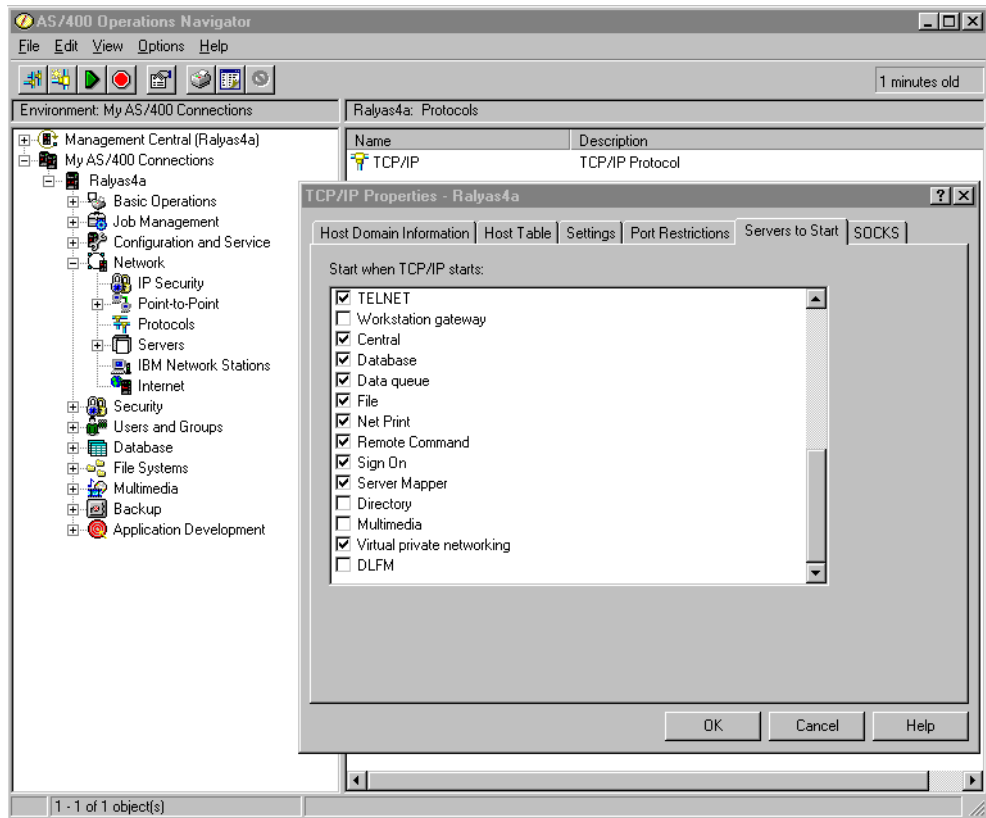 AS/400 Operations Navigator
File Edit View Options Help
1 minutes old
Environment: My AS/400 Connections
Ralyas4a: Protocols
Management Central (Ralyas4a)
My AS/400 Connections
Ralyas4a
Basic Operations
Job Management
Configuration and Service
Network
IP Security
Point-to-Point
Protocols
Servers
IBM Network Stations
Internet
Security
Users and Groups
Database
File Systems
Multimedia
Backup
Application Development
Name Description
TCP/IP TCP/IP Protocol
TCP/IP Properties - Ralyas4a
Host Domain Information Host Table Settings Port Restrictions Servers to Start SOCKS
Start when TCP/IP starts:
TELNET
Workstation gateway
Central
Database
Data queue
File
Net Print
Remote Command
Sign On
Server Mapper
Directory
Multimedia
Virtual private networking
DLFM
OK Cancel Help
1 - 1 of 1 object(s)